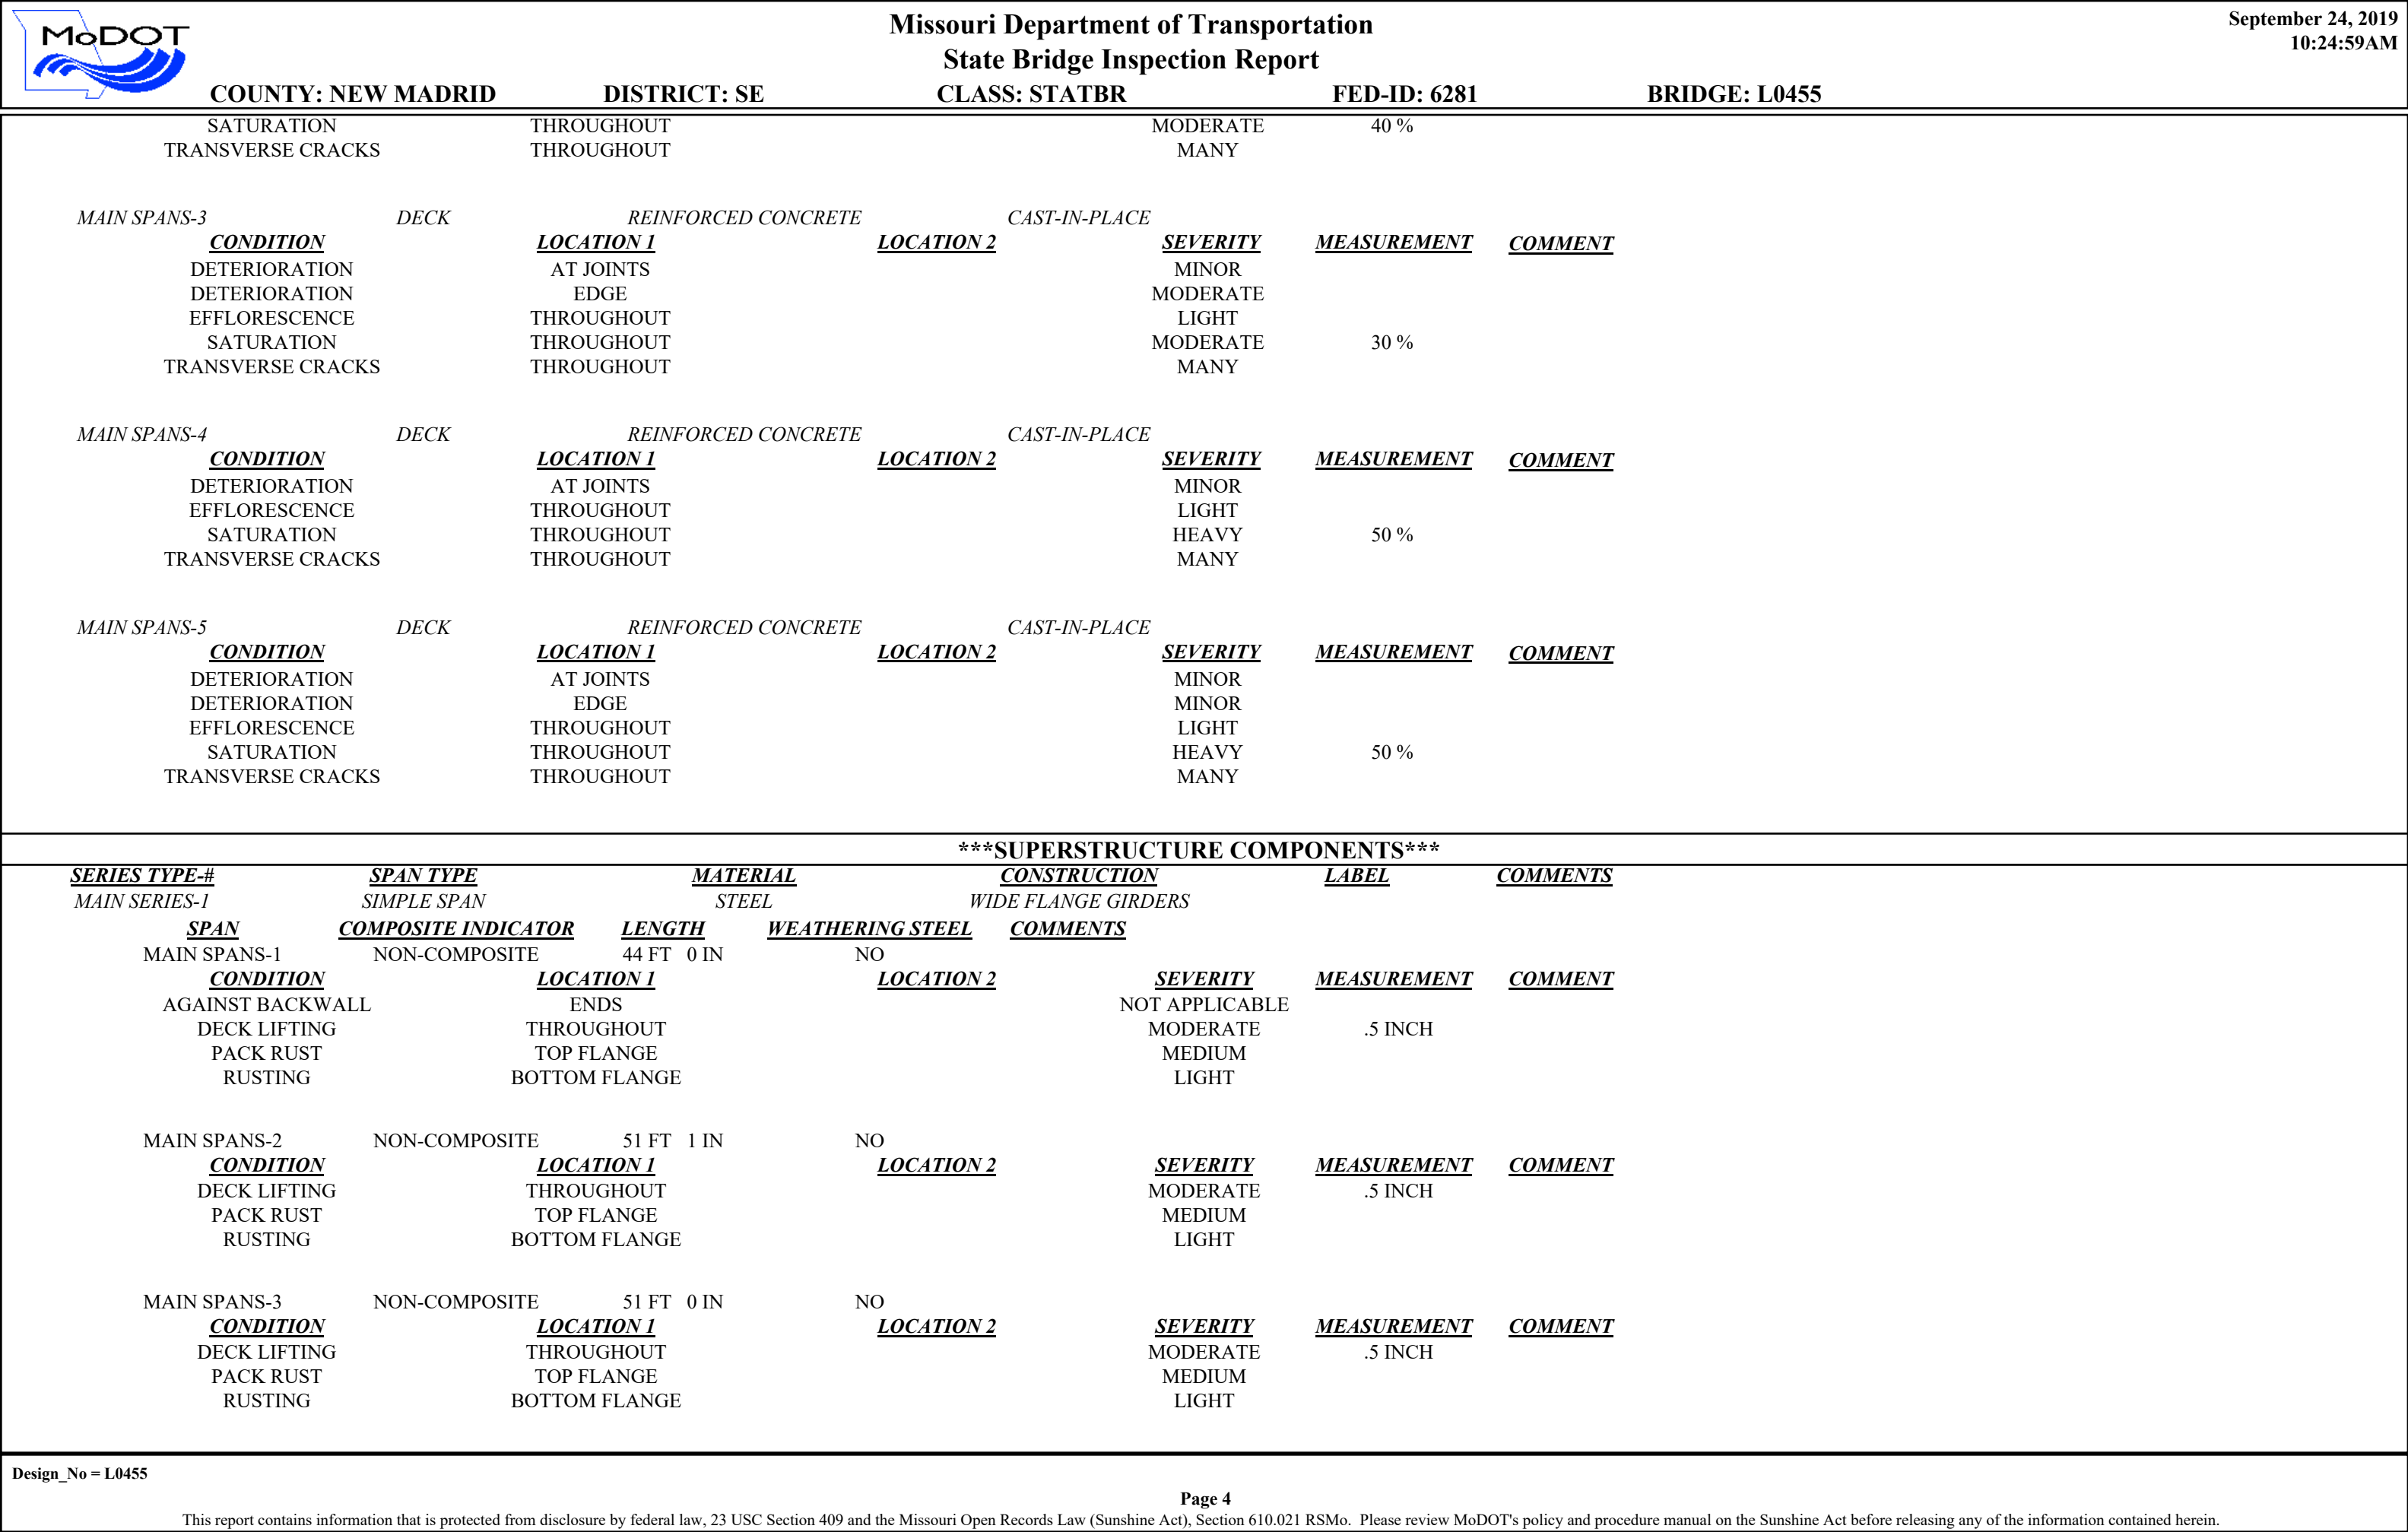 MoDOT
Missouri Department of Transportation
State Bridge Inspection Report
September 24, 2019
10:24:59AM
COUNTY: NEW MADRID DISTRICT: SE CLASS: STATBR FED-ID: 6281 BRIDGE: L0455
SATURATION THROUGHOUT MODERATE 40 %
TRANSVERSE CRACKS THROUGHOUT MANY
MAIN SPANS-3 DECK REINFORCED CONCRETE CAST-IN-PLACE
CONDITION LOCATION 1 LOCATION 2 SEVERITY MEASUREMENT COMMENT
DETERIORATION AT JOINTS MINOR
DETERIORATION EDGE MODERATE
EFFLORESCENCE THROUGHOUT LIGHT
SATURATION THROUGHOUT MODERATE 30 %
TRANSVERSE CRACKS THROUGHOUT MANY
MAIN SPANS-4 DECK REINFORCED CONCRETE CAST-IN-PLACE
CONDITION LOCATION 1 LOCATION 2 SEVERITY MEASUREMENT COMMENT
DETERIORATION AT JOINTS MINOR
EFFLORESCENCE THROUGHOUT LIGHT
SATURATION THROUGHOUT HEAVY 50 %
TRANSVERSE CRACKS THROUGHOUT MANY
MAIN SPANS-5 DECK REINFORCED CONCRETE CAST-IN-PLACE
CONDITION LOCATION 1 LOCATION 2 SEVERITY MEASUREMENT COMMENT
DETERIORATION AT JOINTS MINOR
DETERIORATION EDGE MINOR
EFFLORESCENCE THROUGHOUT LIGHT
SATURATION THROUGHOUT HEAVY 50 %
TRANSVERSE CRACKS THROUGHOUT MANY
***SUPERSTRUCTURE COMPONENTS***
SERIES TYPE-# SPAN TYPE MATERIAL CONSTRUCTION LABEL COMMENTS
MAIN SERIES-1 SIMPLE SPAN STEEL WIDE FLANGE GIRDERS
SPAN COMPOSITE INDICATOR LENGTH WEATHERING STEEL COMMENTS
MAIN SPANS-1 NON-COMPOSITE 44 FT 0 IN NO
CONDITION LOCATION 1 LOCATION 2 SEVERITY MEASUREMENT COMMENT
AGAINST BACKWALL ENDS NOT APPLICABLE
DECK LIFTING THROUGHOUT MODERATE .5 INCH
PACK RUST TOP FLANGE MEDIUM
RUSTING BOTTOM FLANGE LIGHT
MAIN SPANS-2 NON-COMPOSITE 51 FT 1 IN NO
CONDITION LOCATION 1 LOCATION 2 SEVERITY MEASUREMENT COMMENT
DECK LIFTING THROUGHOUT MODERATE .5 INCH
PACK RUST TOP FLANGE MEDIUM
RUSTING BOTTOM FLANGE LIGHT
MAIN SPANS-3 NON-COMPOSITE 51 FT 0 IN NO
CONDITION LOCATION 1 LOCATION 2 SEVERITY MEASUREMENT COMMENT
DECK LIFTING THROUGHOUT MODERATE .5 INCH
PACK RUST TOP FLANGE MEDIUM
RUSTING BOTTOM FLANGE LIGHT
Design_No = L0455
Page 4
This report contains information that is protected from disclosure by federal law, 23 USC Section 409 and the Missouri Open Records Law (Sunshine Act), Section 610.021 RSMo. Please review MoDOT's policy and procedure manual on the Sunshine Act before releasing any of the information contained herein.